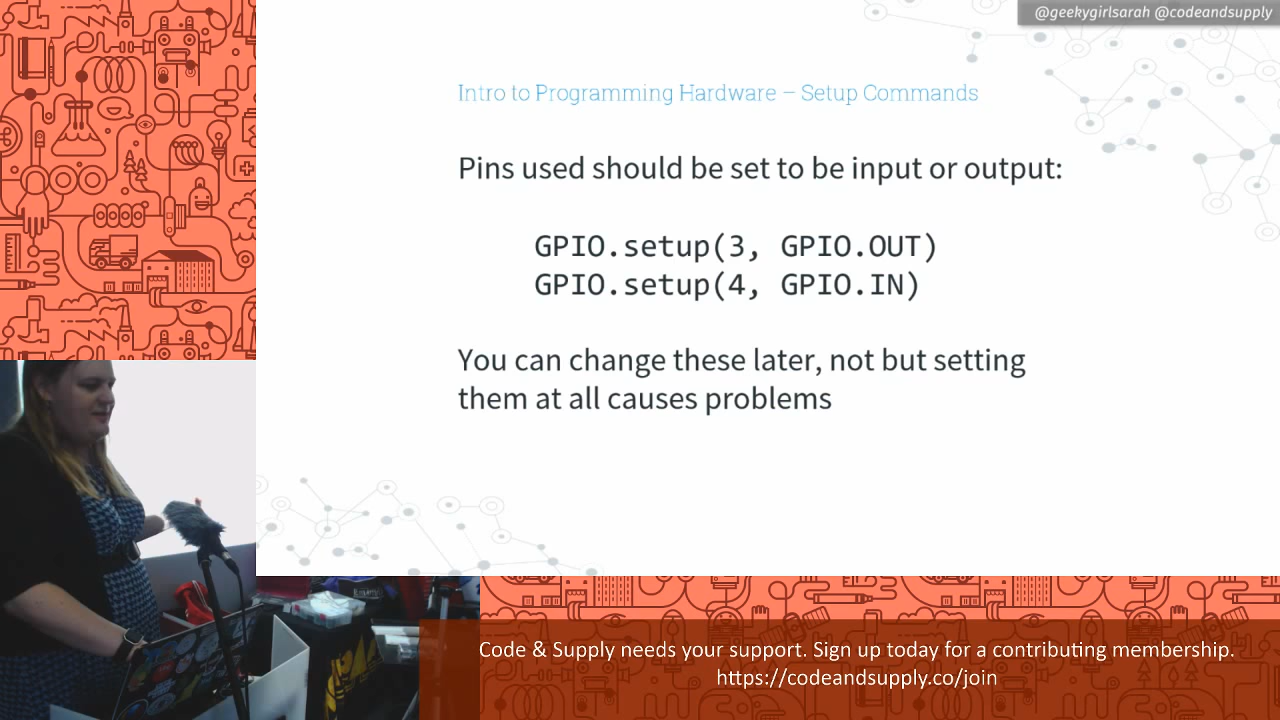 @geekygirlsarah @codeandsupply
Intro to Programming Hardware – Setup Commands
Pins used should be set to be input or output:
GPIO.setup(3, GPIO.OUT)
GPIO.setup(4, GPIO.IN)
You can change these later, not but setting
them at all causes problems
Code & Supply needs your support. Sign up today for a contributing membership.
https://codeandsupply.co/join